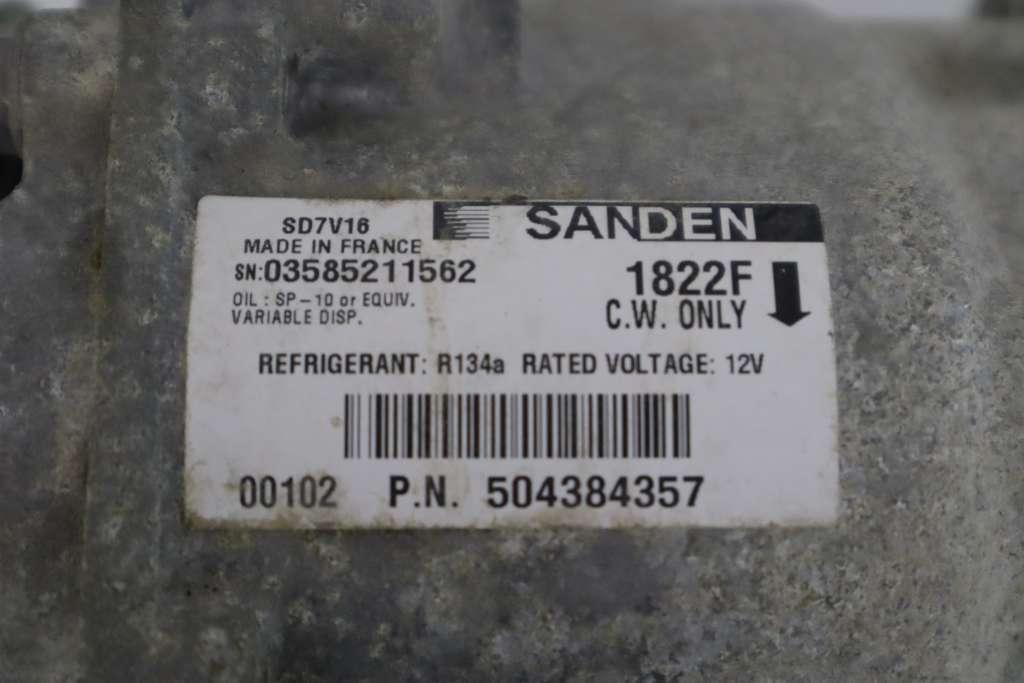 SD7V16 SANDEN
MADE IN FRANCE
SN:03585211562 1822F
OIL : SP-10 or EQUIV. C.W. ONLY
VARIABLE DISP.
REFRIGERANT: R134a RATED VOLTAGE: 12V
00102 P.N. 504384357